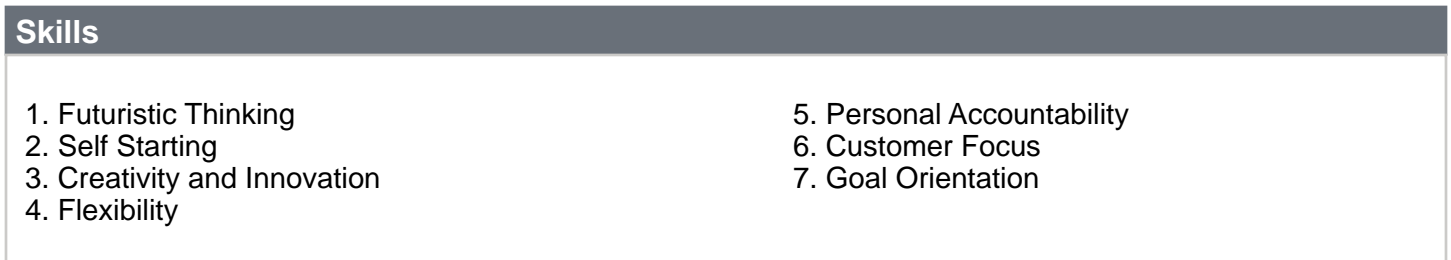 Skills
1. Futuristic Thinking
2. Self Starting
3. Creativity and Innovation
4. Flexibility
5. Personal Accountability
6. Customer Focus
7. Goal Orientation